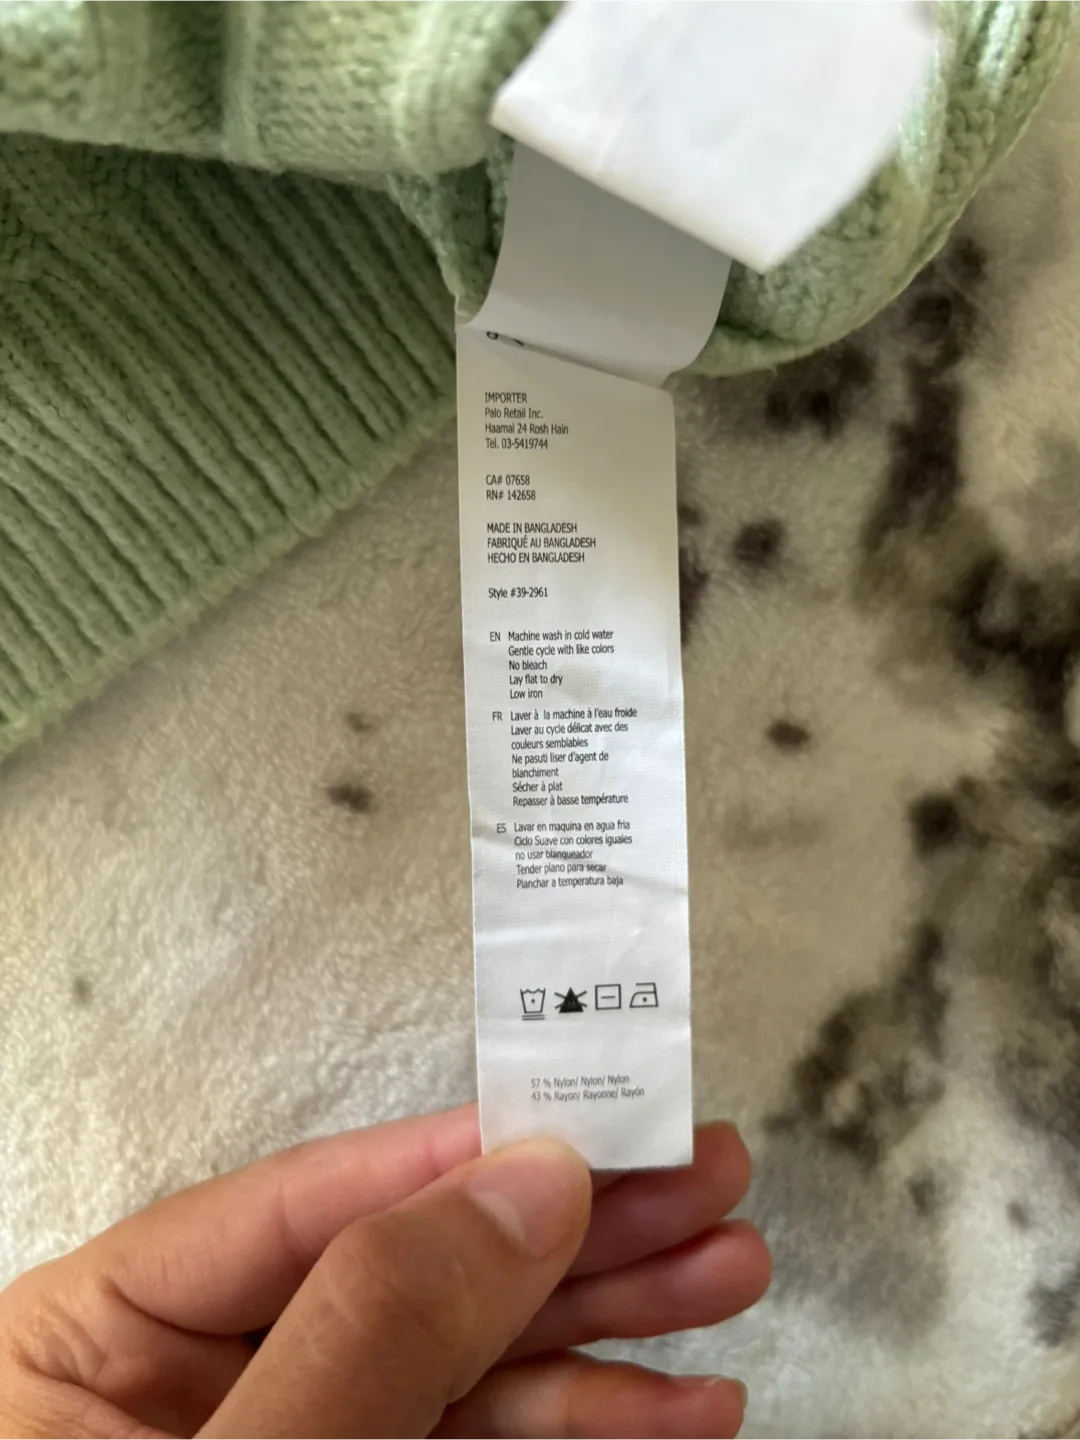 IMPORTER
Palo Retail Inc.
Haamal 24 Rosh Hain
Tel. 03-5419744
CA# 07658
RN# 142658
MADE IN BANGLADESH
FABRIQUÉ AU BANGLADESH
HECHO EN BANGLADESH
Style #39-2961
EN Machine wash in cold water
Gentle cycle with like colors
No bleach
Lay flat to dry
Low iron
FR Laver à la machine à l'eau froide
Laver au cycle délicat avec des
couleurs semblables
Ne pasuti liser d'agent de
blanchiment
Sécher à plat
Repasser à basse température
ES Lavar en maquina en agua fria
Ciclo Suave con colores iguales
no usar blanqueador
Tender plano para secar
Planchar a temperatura baja
57 % Nylon/ Nylon/ Nylon
43 % Rayon/ Rayonne/ Rayón